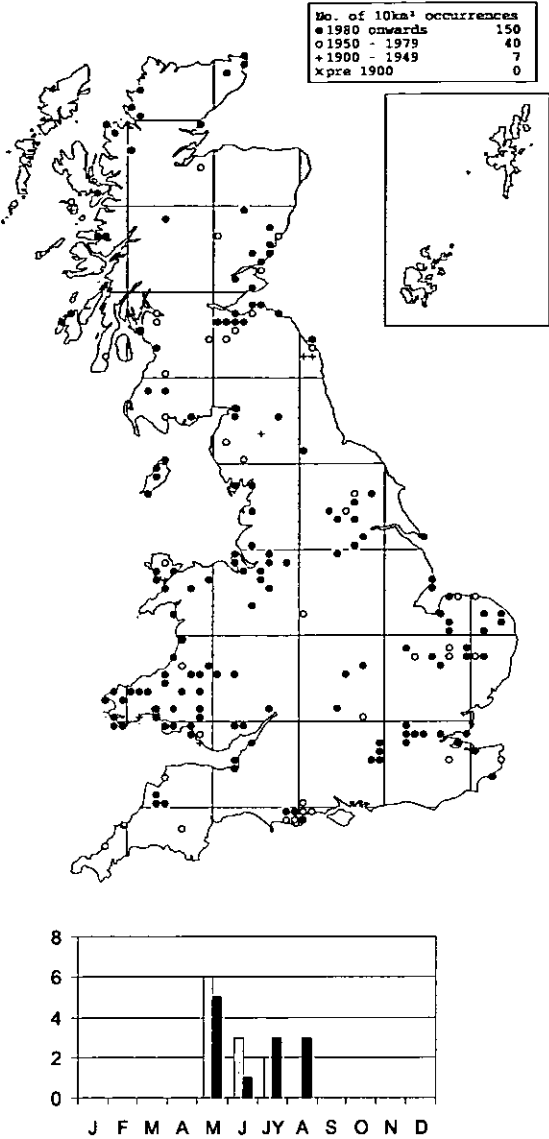 No. of 10km² occurrences
● 1980 onwards 150
○ 1950 - 1979 40
+ 1900 - 1949 7
x pre 1900 0
8
6
4
2
0
J F M A M J JY A S O N D